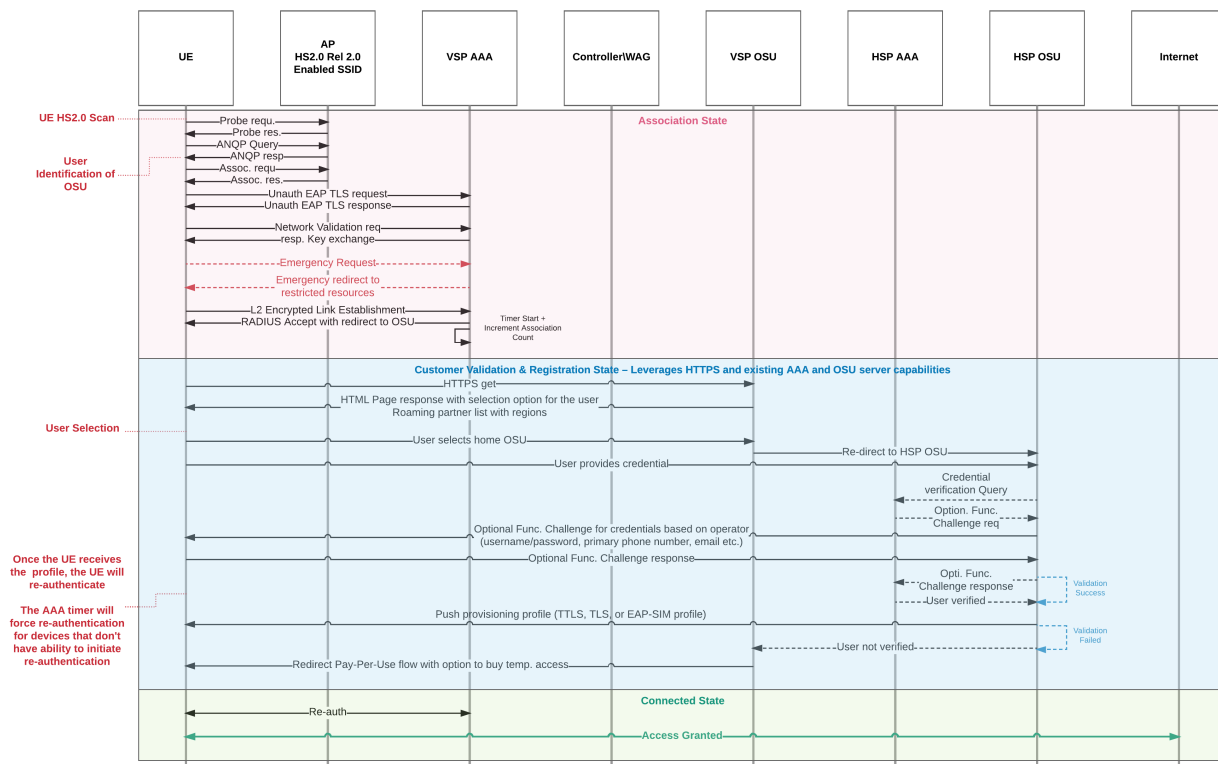 UE
AP
HS2.0 Rel 2.0
Enabled SSID
VSP AAA
Controller\WAG
VSP OSU
HSP AAA
HSP OSU
Internet
UE HS2.0 Scan
Association State
Probe requ.
Probe res.
ANQP Query
User
Identification of
OSU
ANQP resp
Assoc. requ
Assoc. res.
Unauth EAP TLS request
Unauth EAP TLS response
Network Validation req
resp. Key exchange
Emergency Request
Emergency redirect to
restricted resources
L2 Encrypted Link Establishment
RADIUS Accept with redirect to OSU
Timer Start +
Increment Association
Count
Customer Validation & Registration State – Leverages HTTPS and existing AAA and OSU server capabilities
HTTPS get
HTML Page response with selection option for the user
Roaming partner list with regions
User Selection
User selects home OSU
Re-direct to HSP OSU
User provides credential
Credential
verification Query
Option. Func.
Challenge req
Optional Func. Challenge for credentials based on operator
(username/password, primary phone number, email etc.)
Once the UE receives
the  profile, the UE will
re-authenticate
Optional Func. Challenge response
Opti. Func.
Challenge response
Validation
Success
User verified
The AAA timer will
force re-authentication
for devices that don't
have ability to initiate
re-authentication
Push provisioning profile (TTLS, TLS, or EAP-SIM profile)
Validation
Failed
User not verified
Redirect Pay-Per-Use flow with option to buy temp. access
Connected State
Re-auth
Access Granted